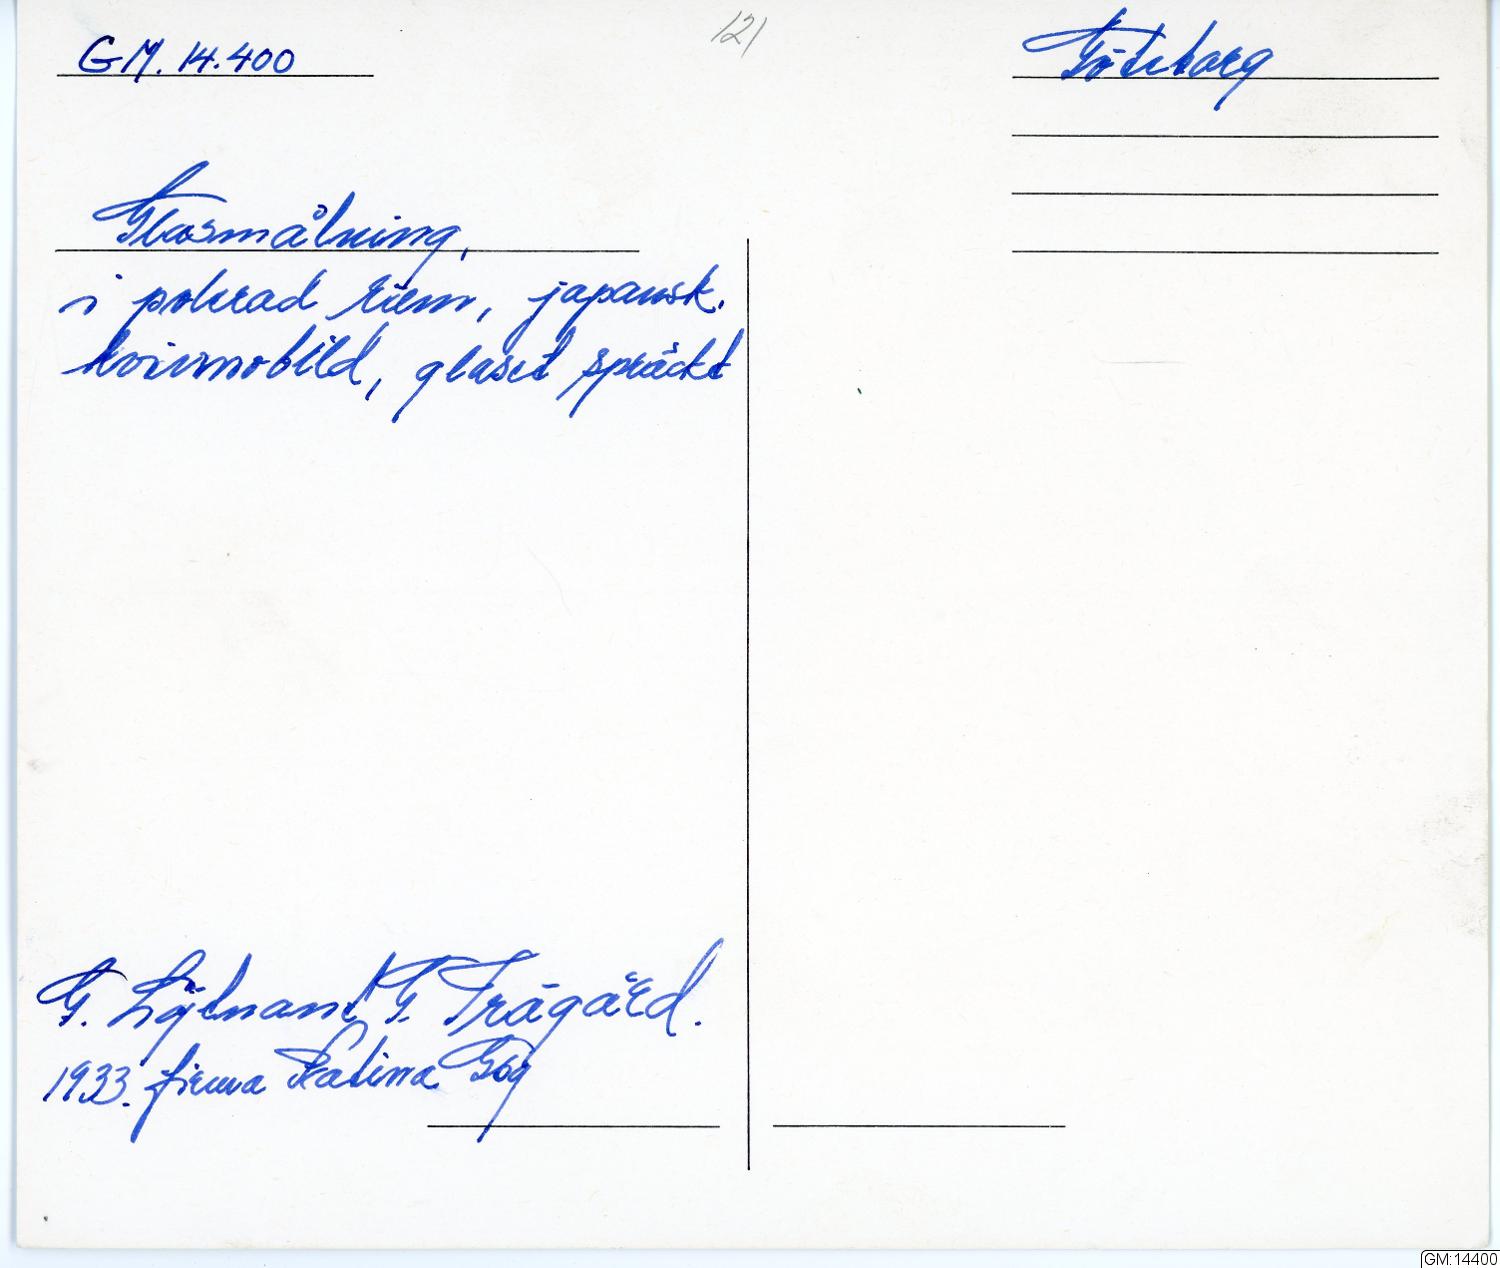 GM. 14.400
121
Göteborg
Glasmålning,
i polerad ram, japansk.
kvinnobild, glaset spräckt
G. Löjtnant G. Trägård.
1933. firma Platina Gbg
GM:14400